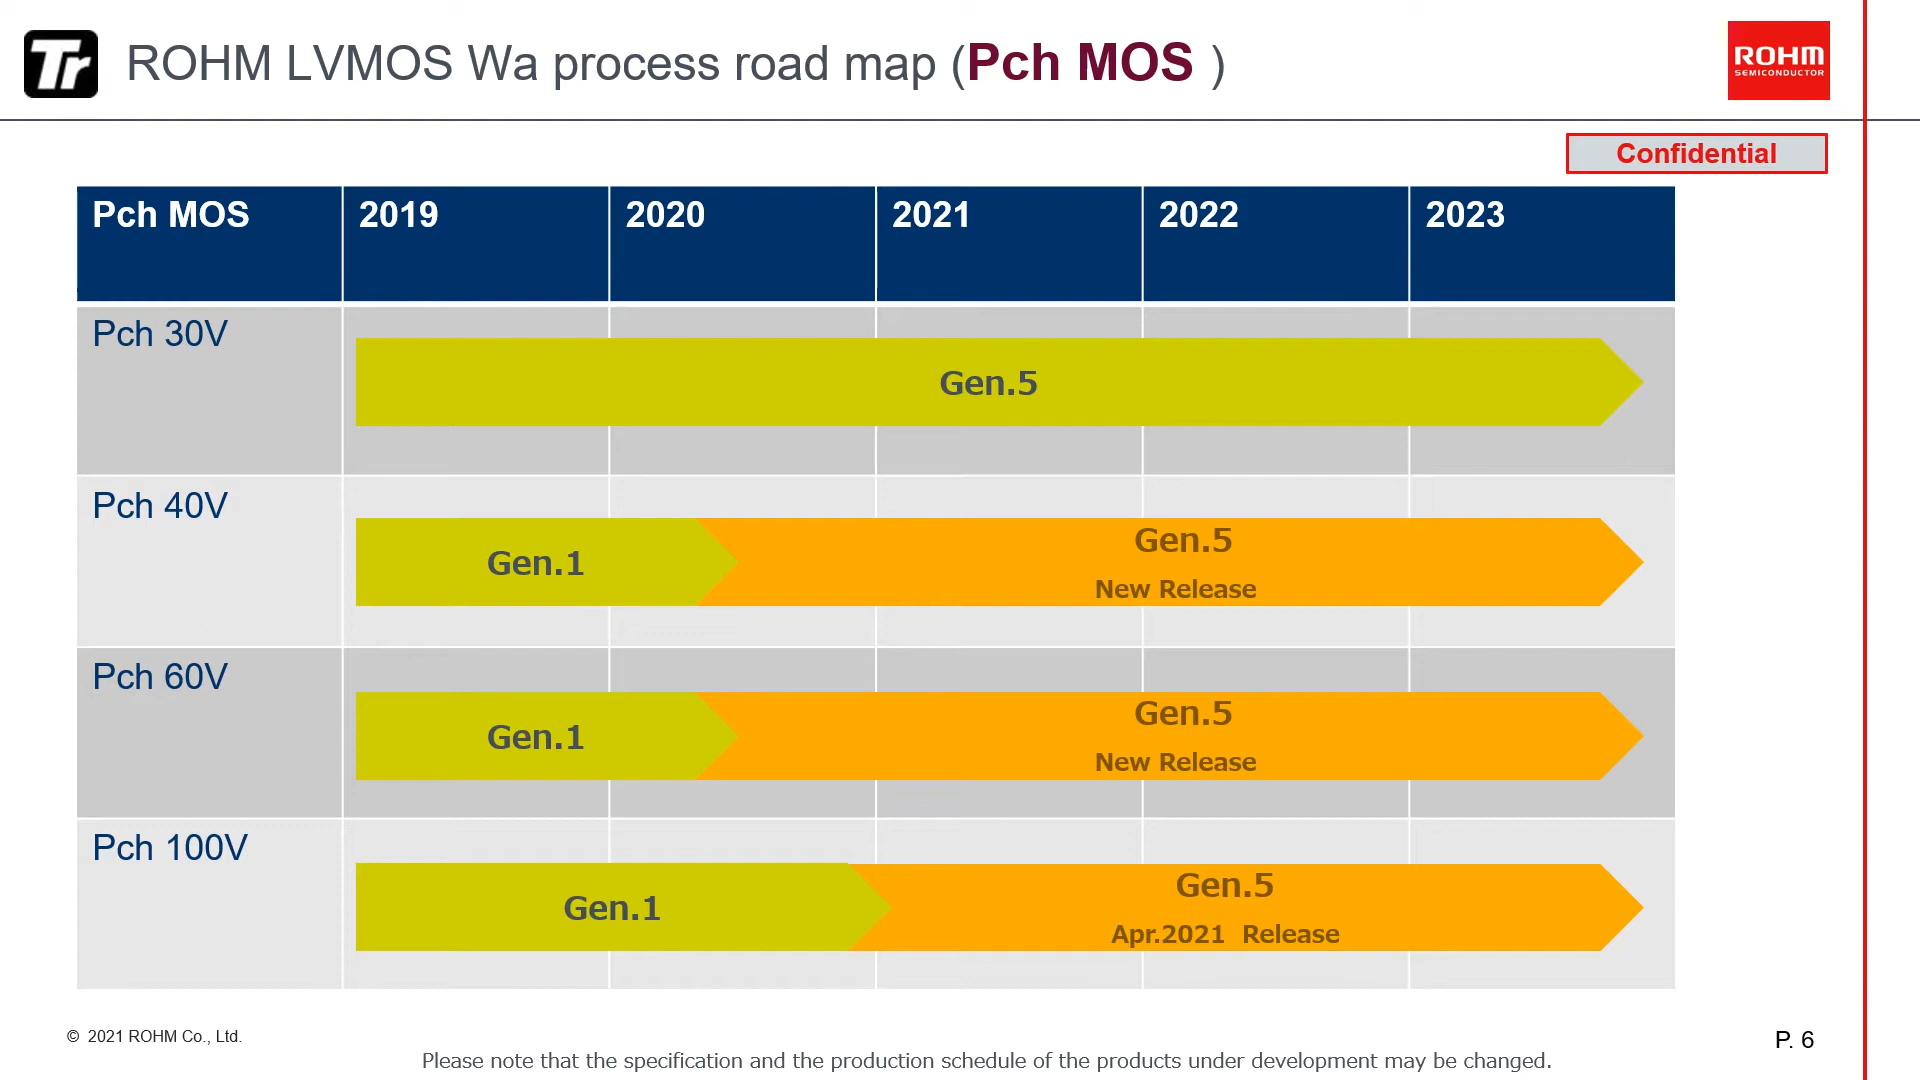 Tr
ROHM LVMOS Wa process road map (Pch MOS )
ROHM
SEMICONDUCTOR
Confidential
Pch MOS 2019 2020 2021 2022 2023
Pch 30V
Gen.5
Pch 40V
Gen.1
Gen.5
New Release
Pch 60V
Gen.1
Gen.5
New Release
Pch 100V
Gen.1
Gen.5
Apr.2021 Release
© 2021 ROHM Co., Ltd.
P. 6
Please note that the specification and the production schedule of the products under development may be changed.